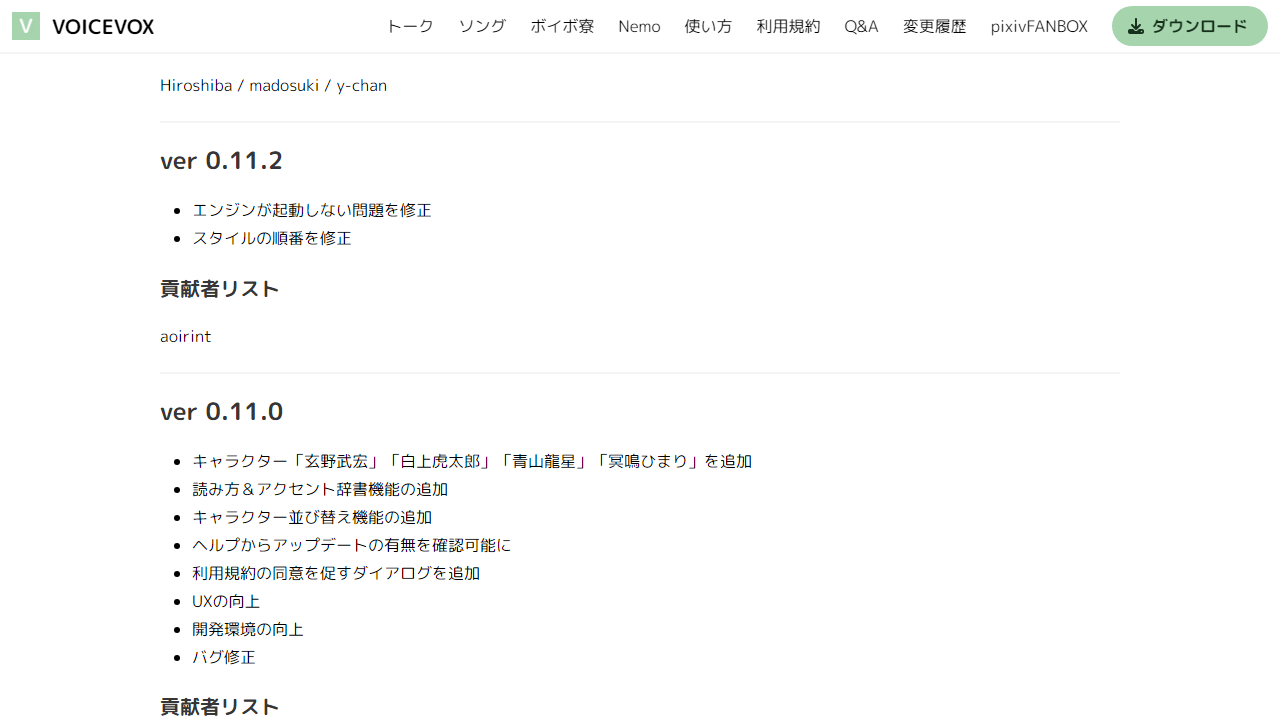 V VOICEVOX トーク ソング ボイボ寮 Nemo 使い方 利用規約 Q&A 変更履歴 pixivFANBOX ダウンロード
Hiroshiba / madosuki / y-chan
ver 0.11.2
エンジンが起動しない問題を修正
スタイルの順番を修正
貢献者リスト
aoirint
ver 0.11.0
キャラクター「玄野武宏」「白上虎太郎」「青山龍星」「冥鳴ひまり」を追加
読み方＆アクセント辞書機能の追加
キャラクター並び替え機能の追加
ヘルプからアップデートの有無を確認可能に
利用規約の同意を促すダイアログを追加
UXの向上
開発環境の向上
バグ修正
貢献者リスト